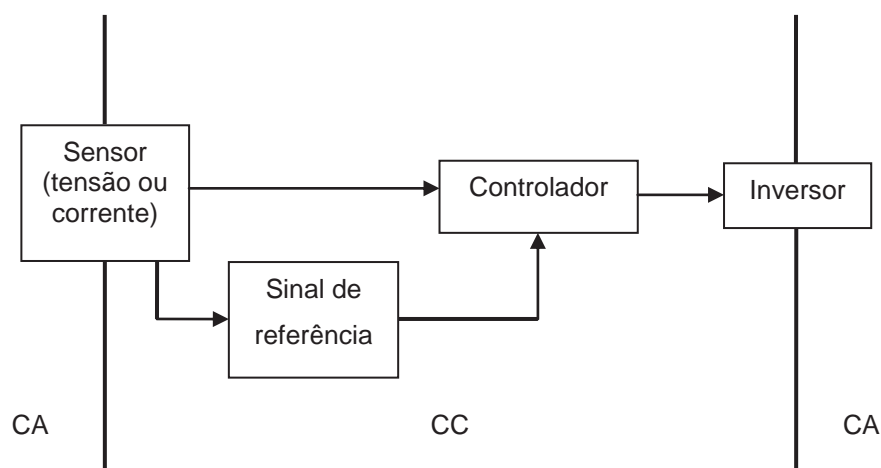 Sensor
(tensão ou
corrente)
Controlador
Inversor
Sinal de
referência
CA
CC
CA